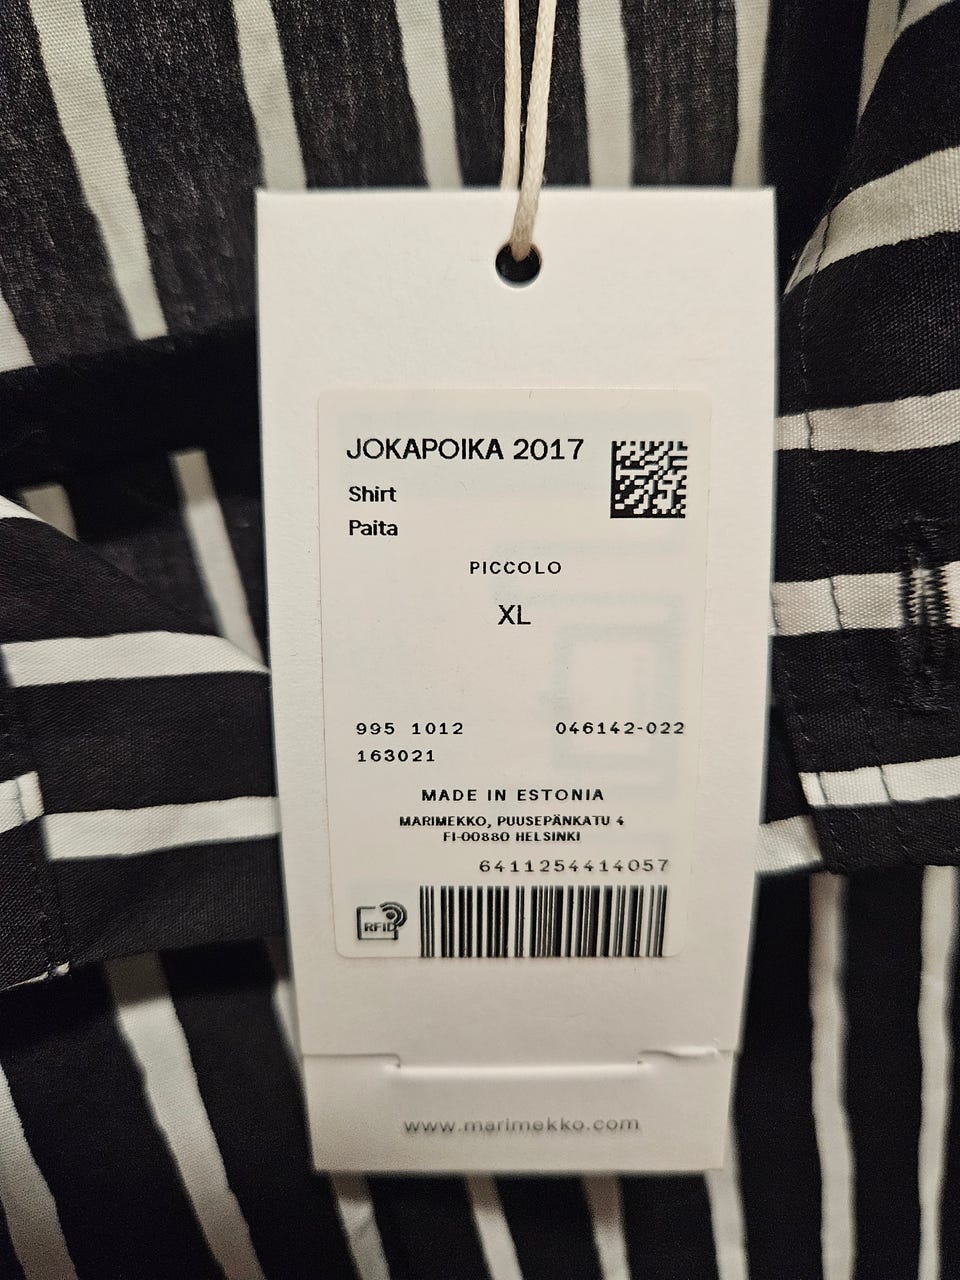 JOKAPOIKA 2017
Shirt
Paita
PICCOLO
XL
995 1012 046142-022
163021
MADE IN ESTONIA
MARIMEKKO, PUUSEPÄNKATU 4
FI-00880 HELSINKI
6411254414057
RFID
www.marimekko.com